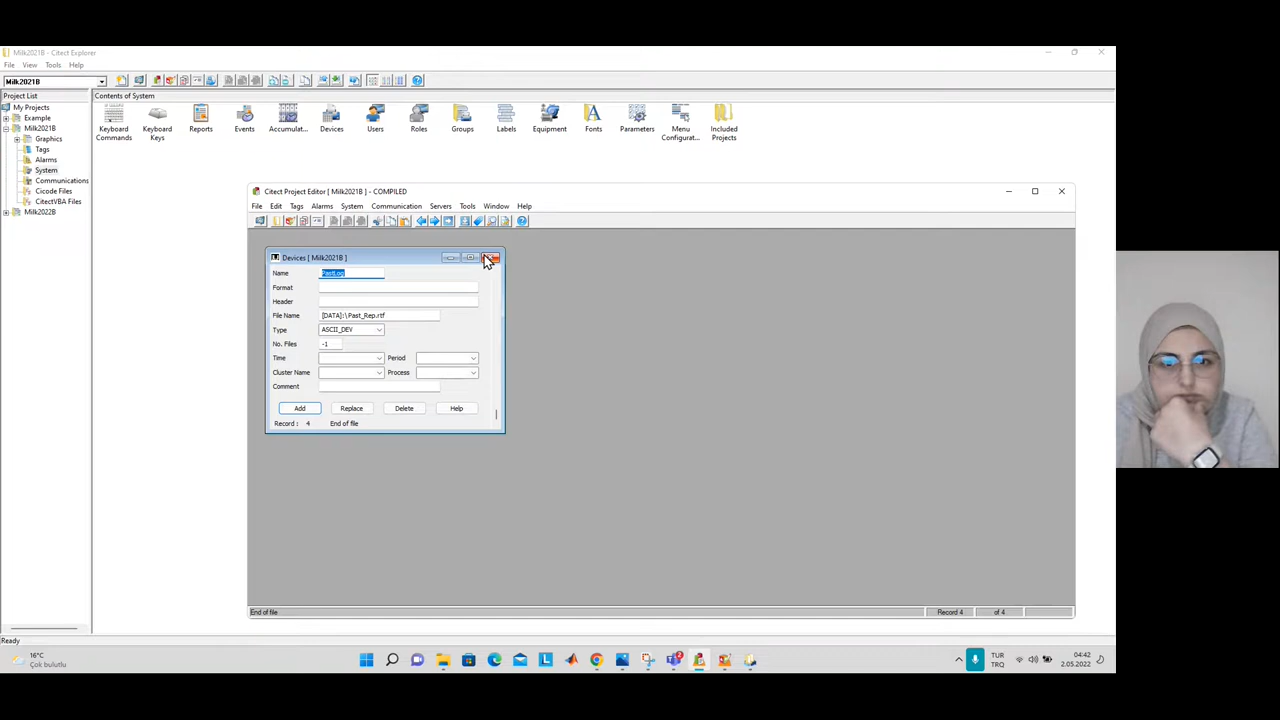 Milk2021B - Citect Explorer
File View Tools Help
Milk2021B
Project List
Contents of System
My Projects
Example
Milk2021B
Graphics
Tags
Alarms
System
Communications
Cicode Files
CitectVBA Files
Milk2022B
Keyboard Commands
Keyboard Keys
Reports
Events
Accumulat...
Devices
Users
Roles
Groups
Labels
Equipment
Fonts
Parameters
Menu Configurat...
Included Projects
Citect Project Editor [ Milk2021B ] - COMPILED
File Edit Tags Alarms System Communication Servers Tools Window Help
Devices [ Milk2021B ]
Name PastLog
Format
Header
File Name [DATA]:\Past_Rep.rtf
Type ASCII_DEV
No. Files -1
Time Period
Cluster Name Process
Comment
Add Replace Delete Help
Record : 4 End of file
End of file Record 4 of 4
Ready
16°C
Çok bulutlu
TUR
TRQ
04:42
2.05.2022